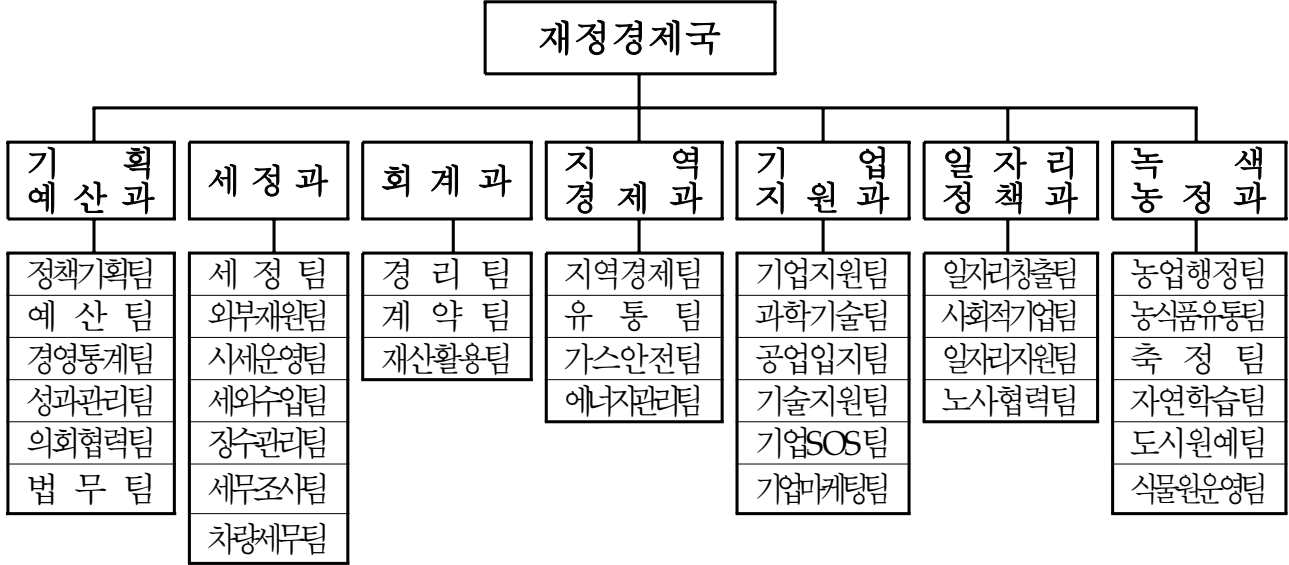 재정경제국
기 획
예 산 과
세 정 과
회 계 과
지 역
경 제 과
기 업
지 원 과
일 자 리
정 책 과
녹 색
농 정 과
정책기획팀
예 산 팀
경영통계팀
성과관리팀
의회협력팀
법 무 팀
세 정 팀
외부재원팀
시세운영팀
세외수입팀
징수관리팀
세무조사팀
차량세무팀
경 리 팀
계 약 팀
재산활용팀
지역경제팀
유 통 팀
가스안전팀
에너지관리팀
기업지원팀
과학기술팀
공업입지팀
기술지원팀
기업SOS팀
기업마케팅팀
일자리창출팀
사회적기업팀
일자리지원팀
노사협력팀
농업행정팀
농식품유통팀
축 정 팀
자연학습팀
도시원예팀
식물원운영팀